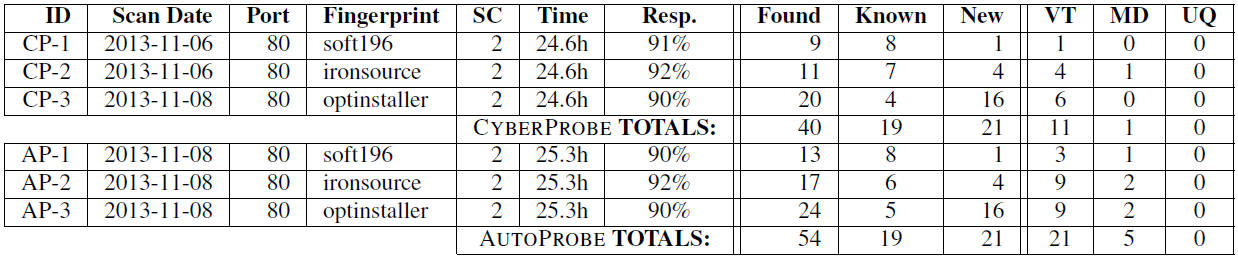 ID Scan Date Port Fingerprint SC Time Resp. Found Known New VT MD UQ
CP-1 2013-11-06 80 soft196 2 24.6h 91% 9 8 1 1 0 0
CP-2 2013-11-06 80 ironsource 2 24.6h 92% 11 7 4 4 1 0
CP-3 2013-11-08 80 optinstaller 2 24.6h 90% 20 4 16 6 0 0
CYBERPROBE TOTALS: 40 19 21 11 1 0
AP-1 2013-11-08 80 soft196 2 25.3h 90% 13 8 1 3 1 0
AP-2 2013-11-08 80 ironsource 2 25.3h 92% 17 6 4 9 2 0
AP-3 2013-11-08 80 optinstaller 2 25.3h 90% 24 5 16 9 2 0
AUTOPROBE TOTALS: 54 19 21 21 5 0